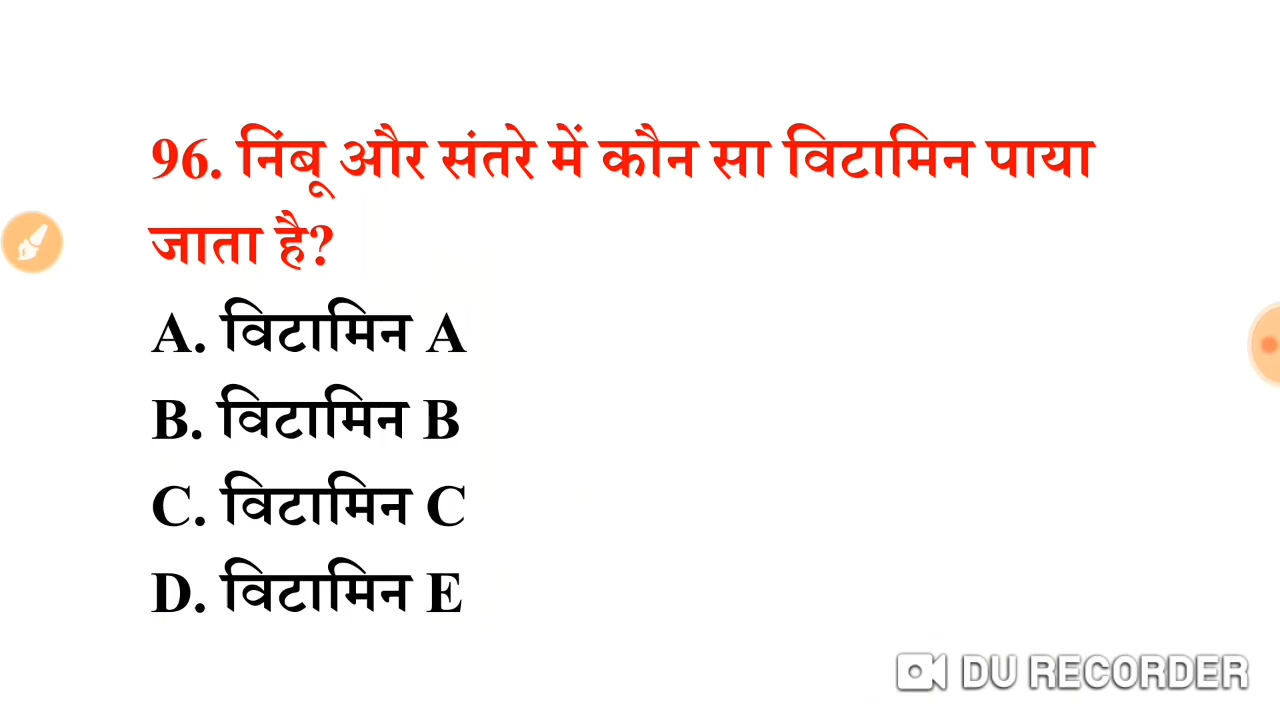 96. निंबू और संतरे में कौन सा विटामिन पाया
जाता है?
A. विटामिन A
B. विटामिन B
C. विटामिन C
D. विटामिन E
DU RECORDER